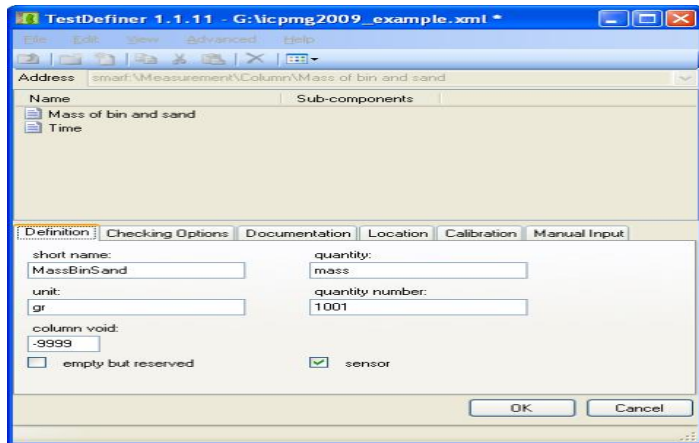 TestDefiner 1.1.11 - G:\icpmg2009_example.xml *
File Edit View Advanced Help
Address smarf:\Measurement\Column\Mass of bin and sand
Name Sub-components
Mass of bin and sand
Time
Definition Checking Options Documentation Location Calibration Manual Input
short name: quantity:
MassBinSand mass
unit: quantity number:
gr 1001
column void:
-9999
empty but reserved sensor
OK Cancel